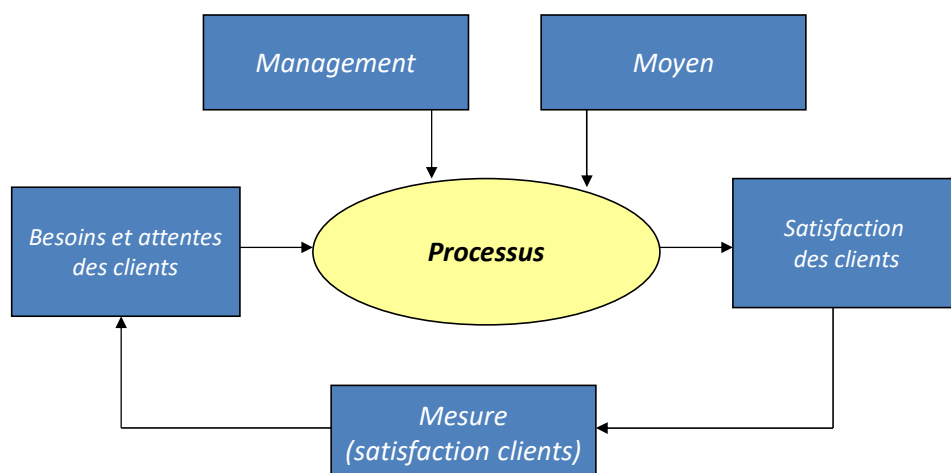 Management
Moyen
Besoins et attentes
des clients
Processus
Satisfaction
des clients
Mesure
(satisfaction clients)